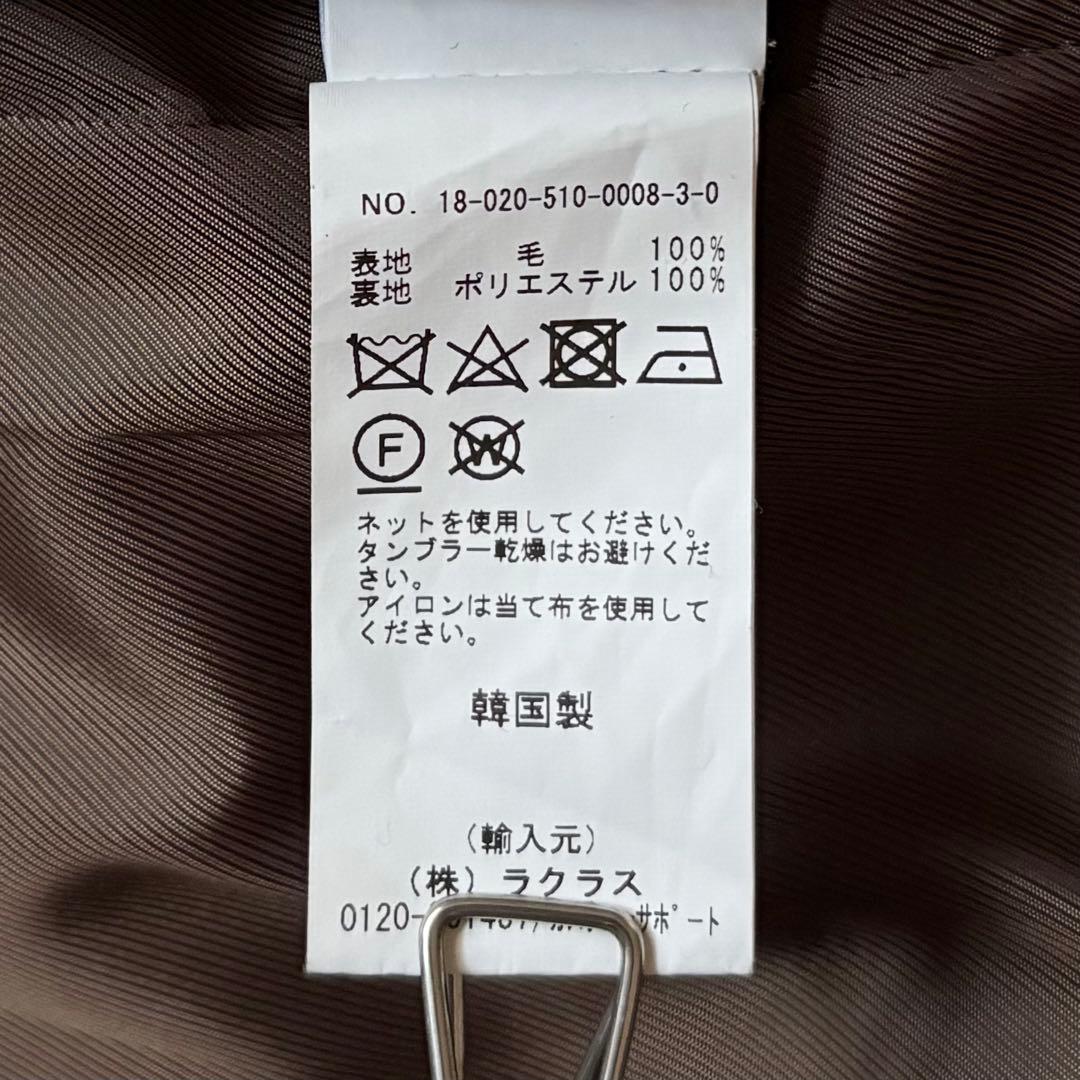 NO. 18-020-510-0008-3-0
表地 毛 100%
裏地 ポリエステル 100%
F
W
ネットを使用してください。
タンブラー乾燥はお避けくだ
さい。
アイロンは当て布を使用して
ください。
韓国製
(輸入元)
(株) ラクラス
0120- サポート